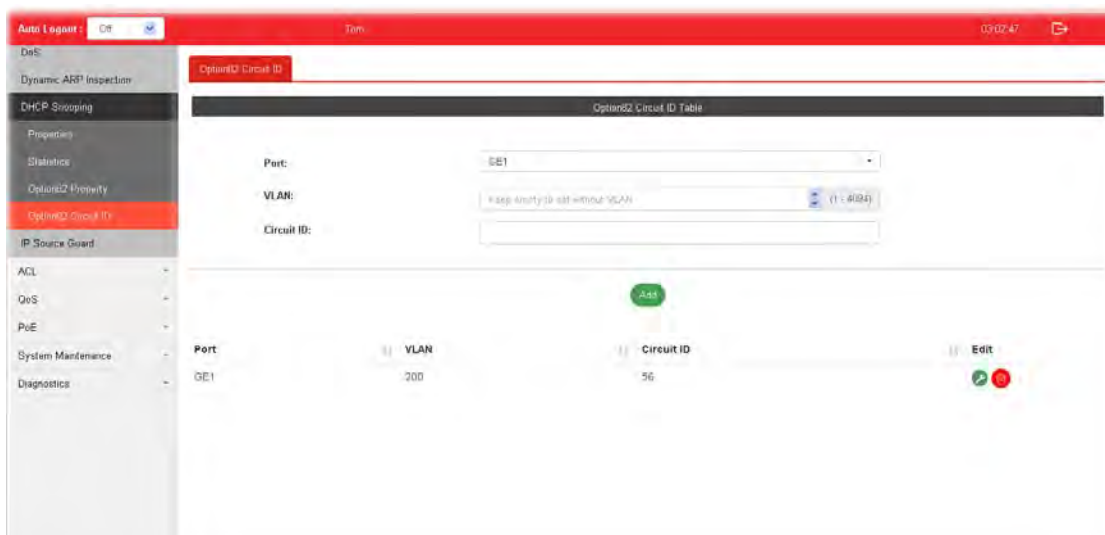 Auto Logout : Off Tom 03:02:47
DoS
Dynamic ARP Inspection
DHCP Snooping
Properties
Statistics
Option82 Property
Option82 Circuit ID
IP Source Guard
ACL
QoS
PoE
System Maintenance
Diagnostics
Option82 Circuit ID
Option82 Circuit ID Table
Port: GE1
VLAN: Keep empty to set without VLAN (1 - 4094)
Circuit ID:
Add
Port VLAN Circuit ID Edit
GE1 200 56